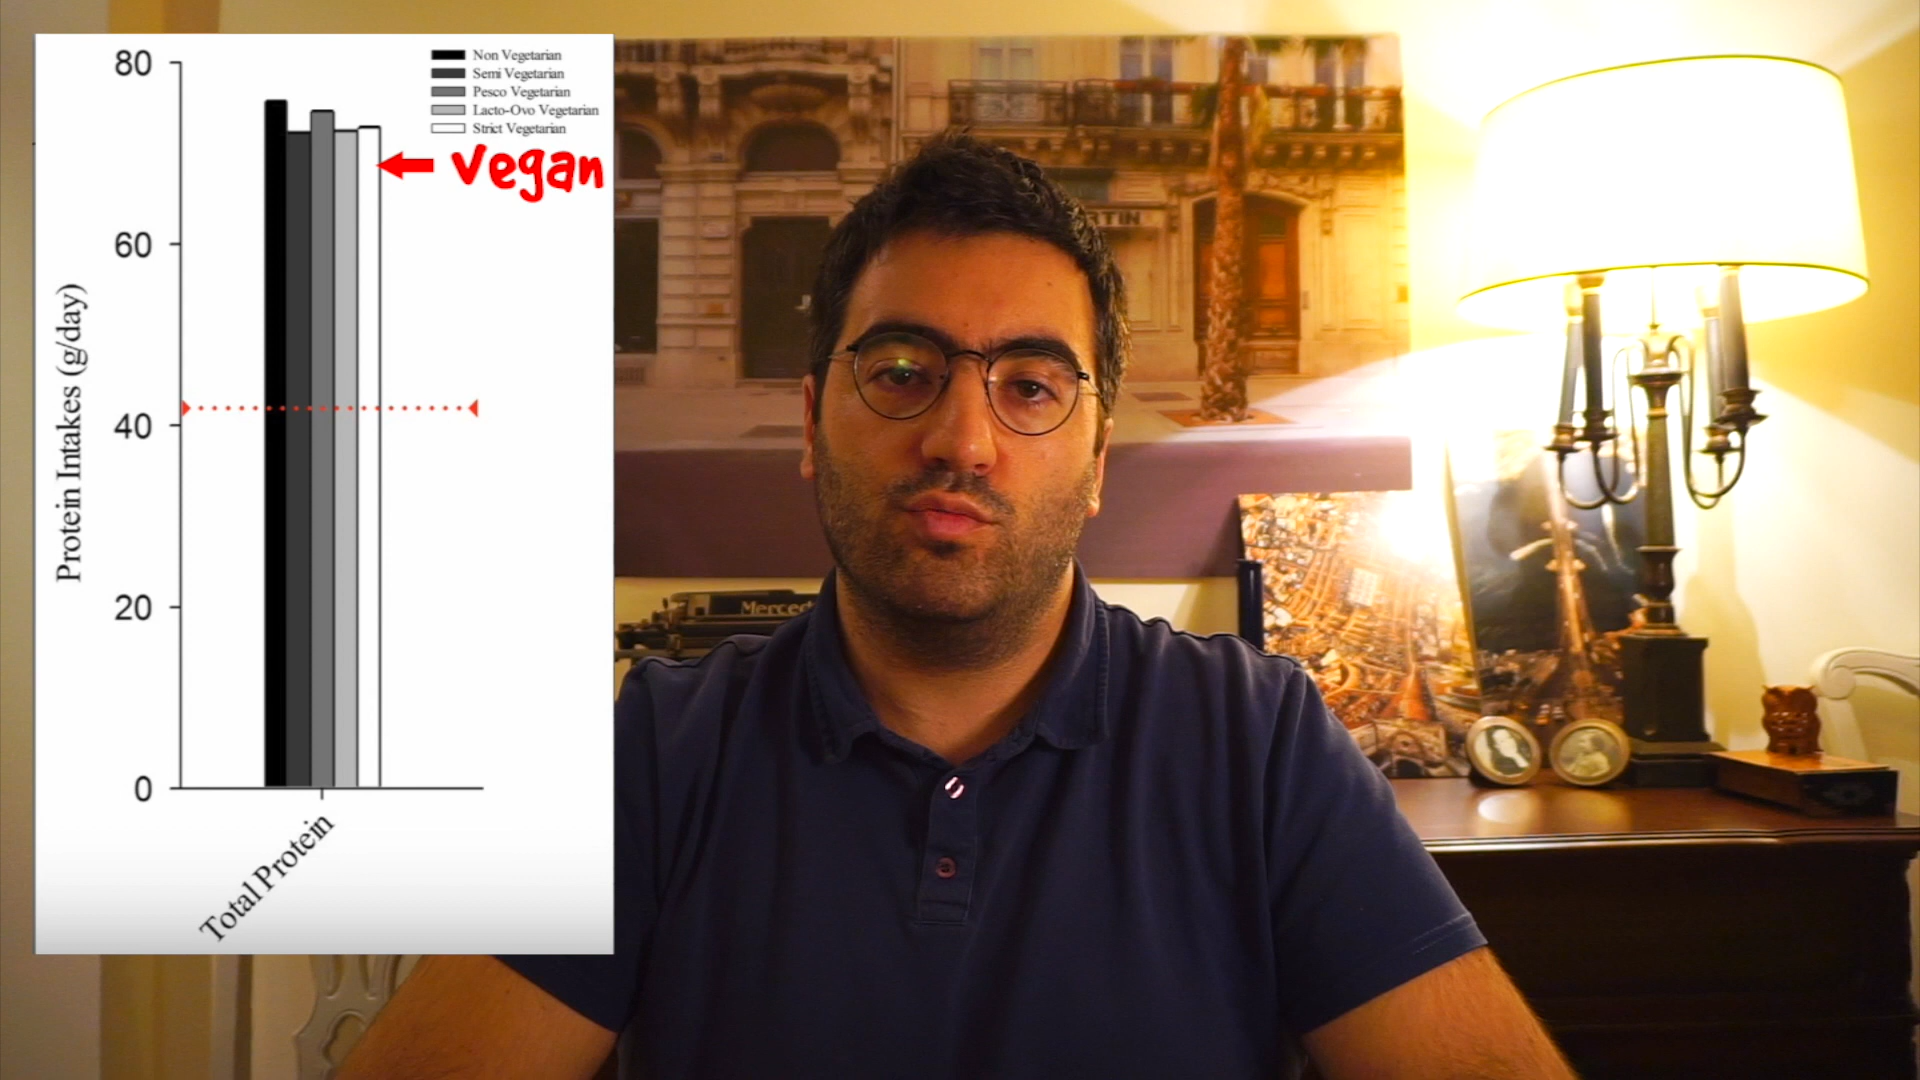 80
60
40
20
0
Protein Intakes (g/day)
Total Protein
Non Vegetarian
Semi Vegetarian
Pesco Vegetarian
Lacto-Ovo Vegetarian
Strict Vegetarian
Vegan
RTIN
Merced